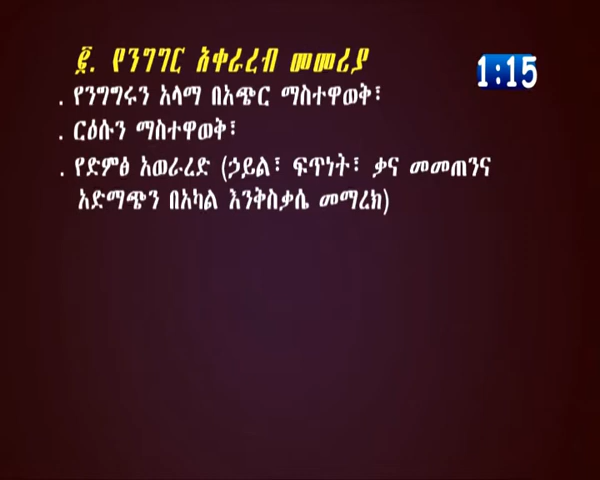 ፪. የንግግር አቀራረብ መመሪያ
1:15
. የንግግሩን አላማ በአጭር ማስተዋወቅ፣
. ርዕሱን ማስተዋወቅ፣
. የድምፅ አወራረድ (ኃይል፣ ፍጥነት፣ ቃና መመጠንና
አድማጭን በአካል እንቅስቃሴ መማረክ)